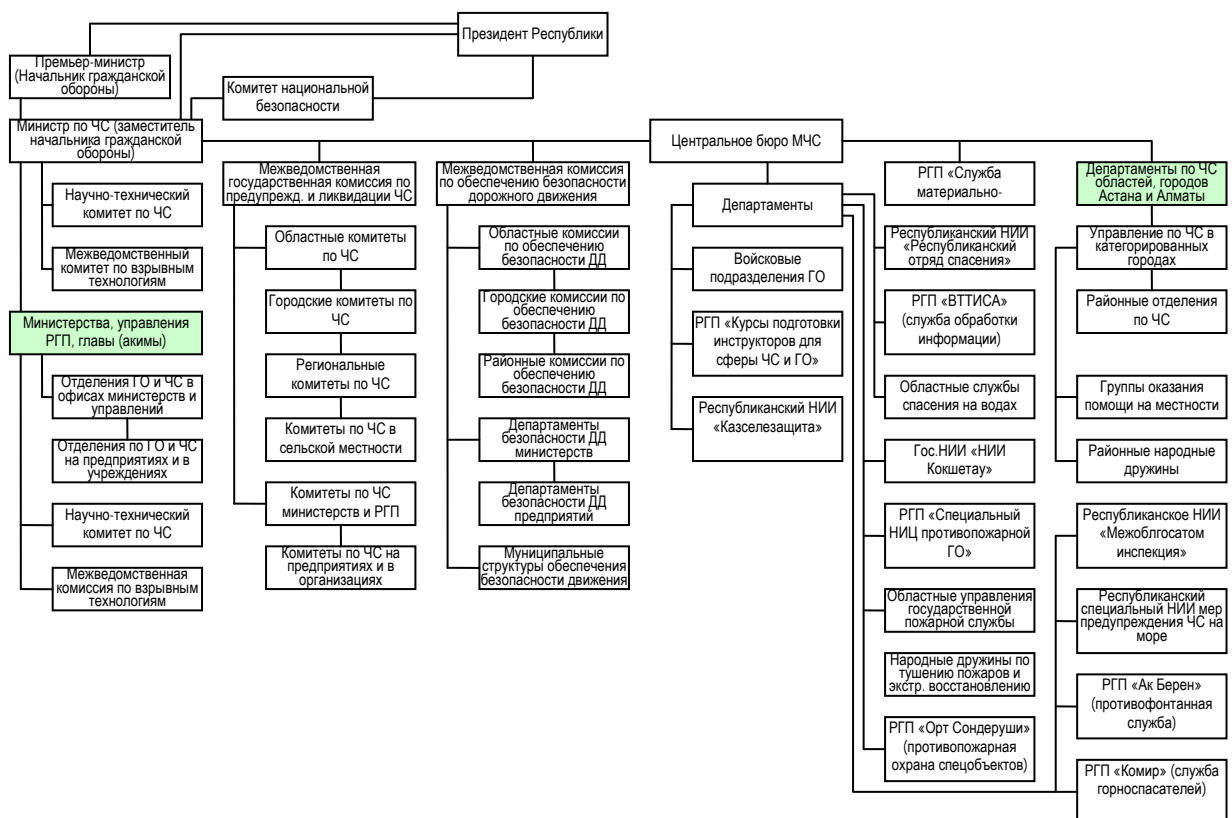 Президент Республики
Премьер-министр
(Начальник гражданской
обороны)
Комитет национальной
безопасности
Министр по ЧС (заместитель
начальника гражданской
обороны)
Центральное бюро МЧС
Научно-технический
комитет по ЧС
Межведомственный
комитет по взрывным
технологиям
Министерства, управления
РГП, главы (акимы)
Отделения ГО и ЧС в
офисах министерств и
управлений
Отделения по ГО и ЧС
на предприятиях и в
учреждениях
Научно-технический
комитет по ЧС
Межведомственная
комиссия по взрывным
технологиям
Межведомственная
государственная комиссия по
предупрежд. и ликвидации ЧС
Областные комитеты
по ЧС
Городские комитеты по
ЧС
Региональные
комитеты по ЧС
Комитеты по ЧС в
сельской местности
Комитеты по ЧС
министерств и РГП
Комитеты по ЧС на
предприятиях и в
организациях
Межведомственная комиссия
по обеспечению безопасности
дорожного движения
Областные комиссии
по обеспечению
безопасности ДД
Городские комиссии по
обеспечению
безопасности ДД
Районные комиссии по
обеспечению
безопасности ДД
Департаменты
безопасности ДД
министерств
Департаменты
безопасности ДД
предприятий
Муниципальные
структуры обеспечения
безопасности движения
Департаменты
Войсковые
подразделения ГО
РГП «Курсы подготовки
инструкторов для
сферы ЧС и ГО»
Республиканский НИИ
«Казселезащита»
РГП «Служба
материально-
Республиканский НИИ
«Республиканский
отряд спасения»
РГП «ВТТИСА»
(служба обработки
информации)
Областные службы
спасения на водах
Гос.НИИ «НИИ
Кокшетау»
РГП «Специальный
НИЦ противопожарной
ГО»
Областные управления
государственной
пожарной службы
Народные дружины по
тушению пожаров и
экстр. восстановлению
РГП «Орт Сондеруши»
(противопожарная
охрана спецобъектов)
Департаменты по ЧС
областей, городов
Астана и Алматы
Управление по ЧС в
категорированных
городах
Районные отделения
по ЧС
Группы оказания
помощи на местности
Районные народные
дружины
Республиканское НИИ
«Межоблгосатом
инспекция»
Республиканский
специальный НИИ мер
предупреждения ЧС на
море
РГП «Ак Берен»
(противофонтанная
служба)
РГП «Комир» (служба
горноспасателей)